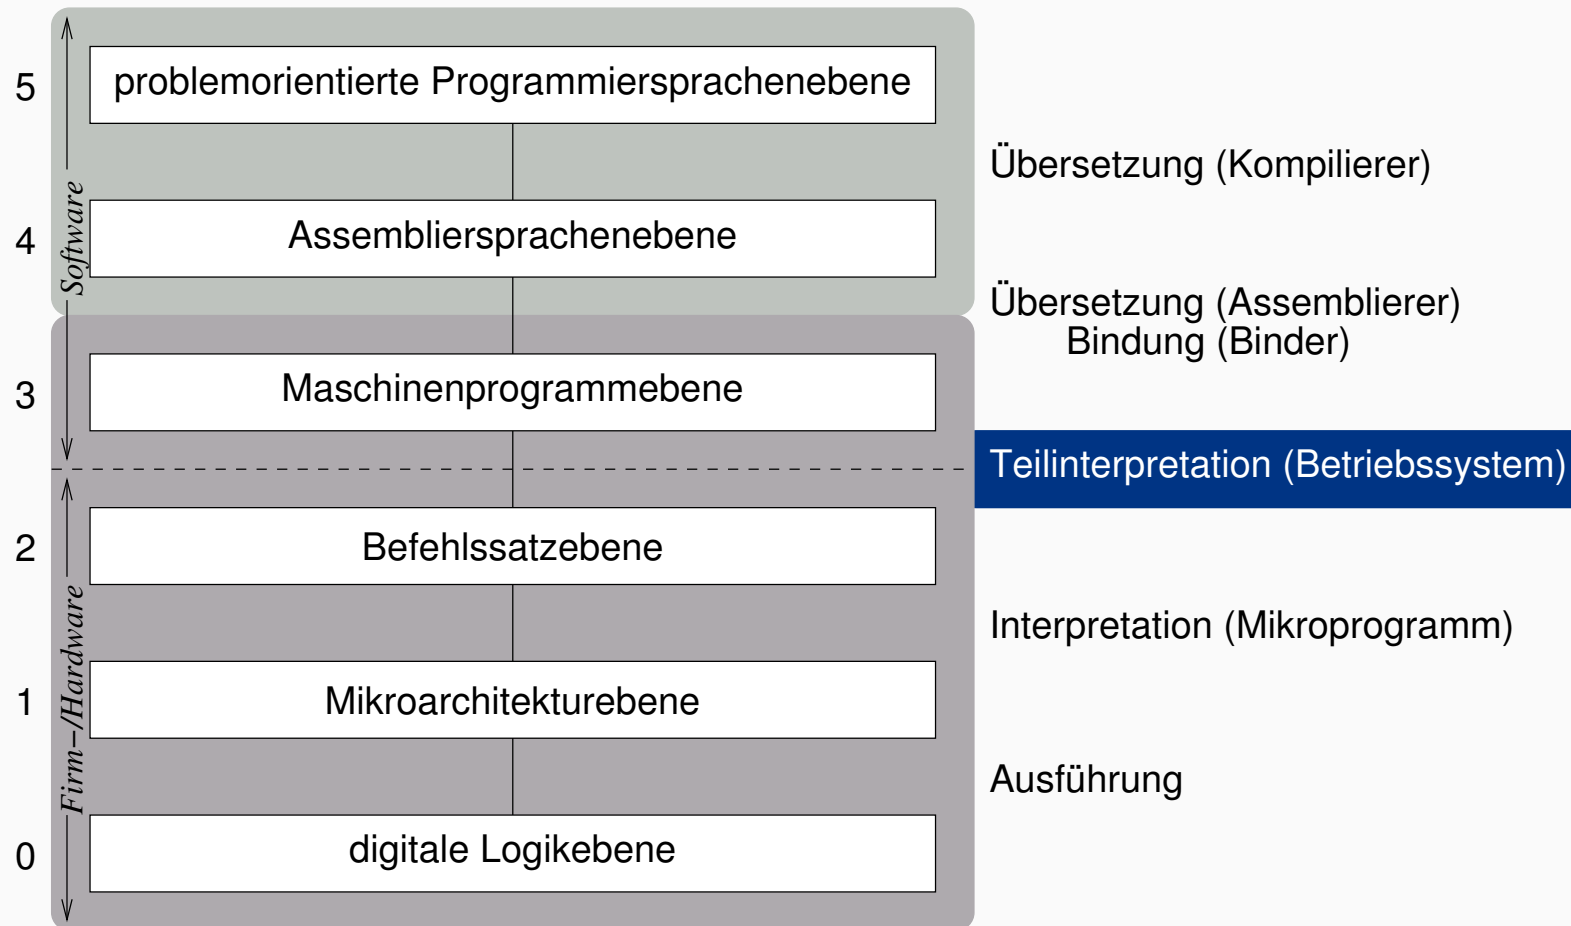 5
problemorientierte Programmiersprachenebene
Übersetzung (Kompilierer)
Software
4
Assembliersprachenebene
Übersetzung (Assemblierer)
Bindung (Binder)
3
Maschinenprogrammebene
Teilinterpretation (Betriebssystem)
2
Befehlssatzebene
Interpretation (Mikroprogramm)
Firm-/Hardware
1
Mikroarchitekturebene
Ausführung
0
digitale Logikebene